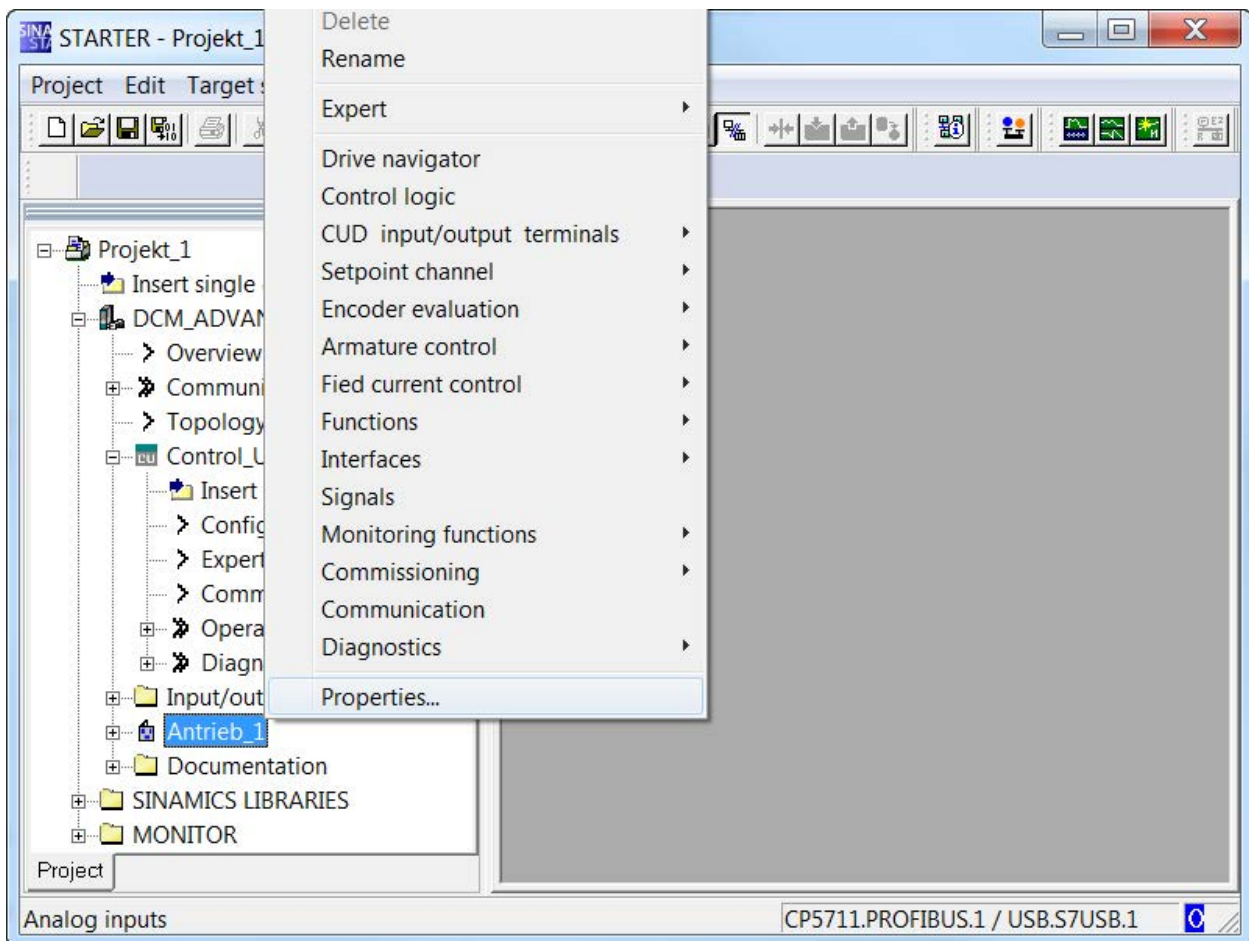 STARTER - Projekt_1
Project Edit Target
Delete
Rename
Expert
Drive navigator
Control logic
CUD input/output terminals
Setpoint channel
Encoder evaluation
Armature control
Fied current control
Functions
Interfaces
Signals
Monitoring functions
Commissioning
Communication
Diagnostics
Properties...
Projekt_1
Insert single
DCM_ADVAN
Overview
Communi
Topology
Control_U
Insert
Config
Expert
Comm
Opera
Diagn
Input/out
Antrieb_1
Documentation
SINAMICS LIBRARIES
MONITOR
Project
Analog inputs
CP5711.PROFIBUS.1 / USB.S7USB.1